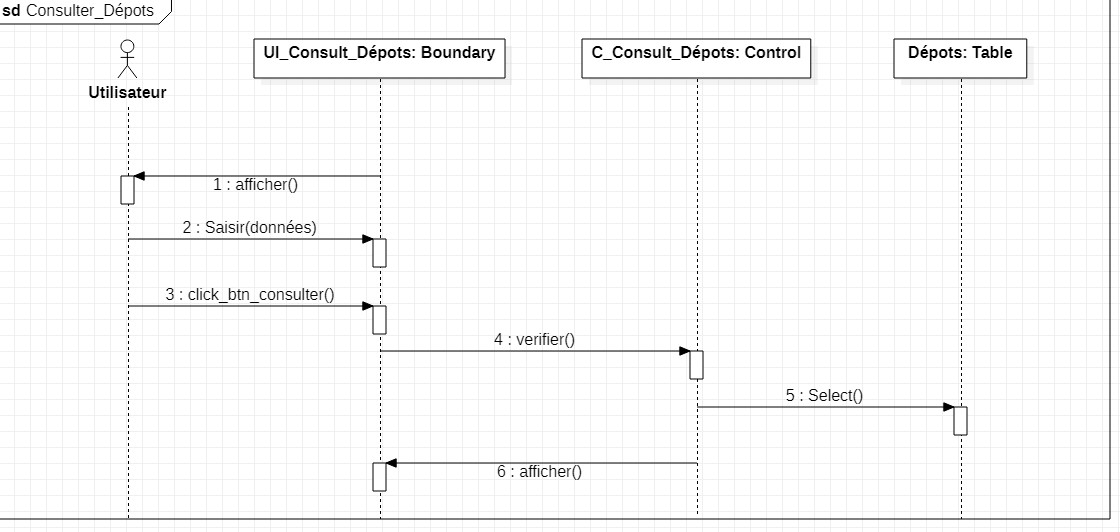 sd Consulter_Dépots
UI_Consult_Dépots: Boundary
C_Consult_Dépots: Control
Dépots: Table
Utilisateur
1 : afficher()
2 : Saisir(données)
3 : click_btn_consulter()
4 : verifier()
5 : Select()
6 : afficher()